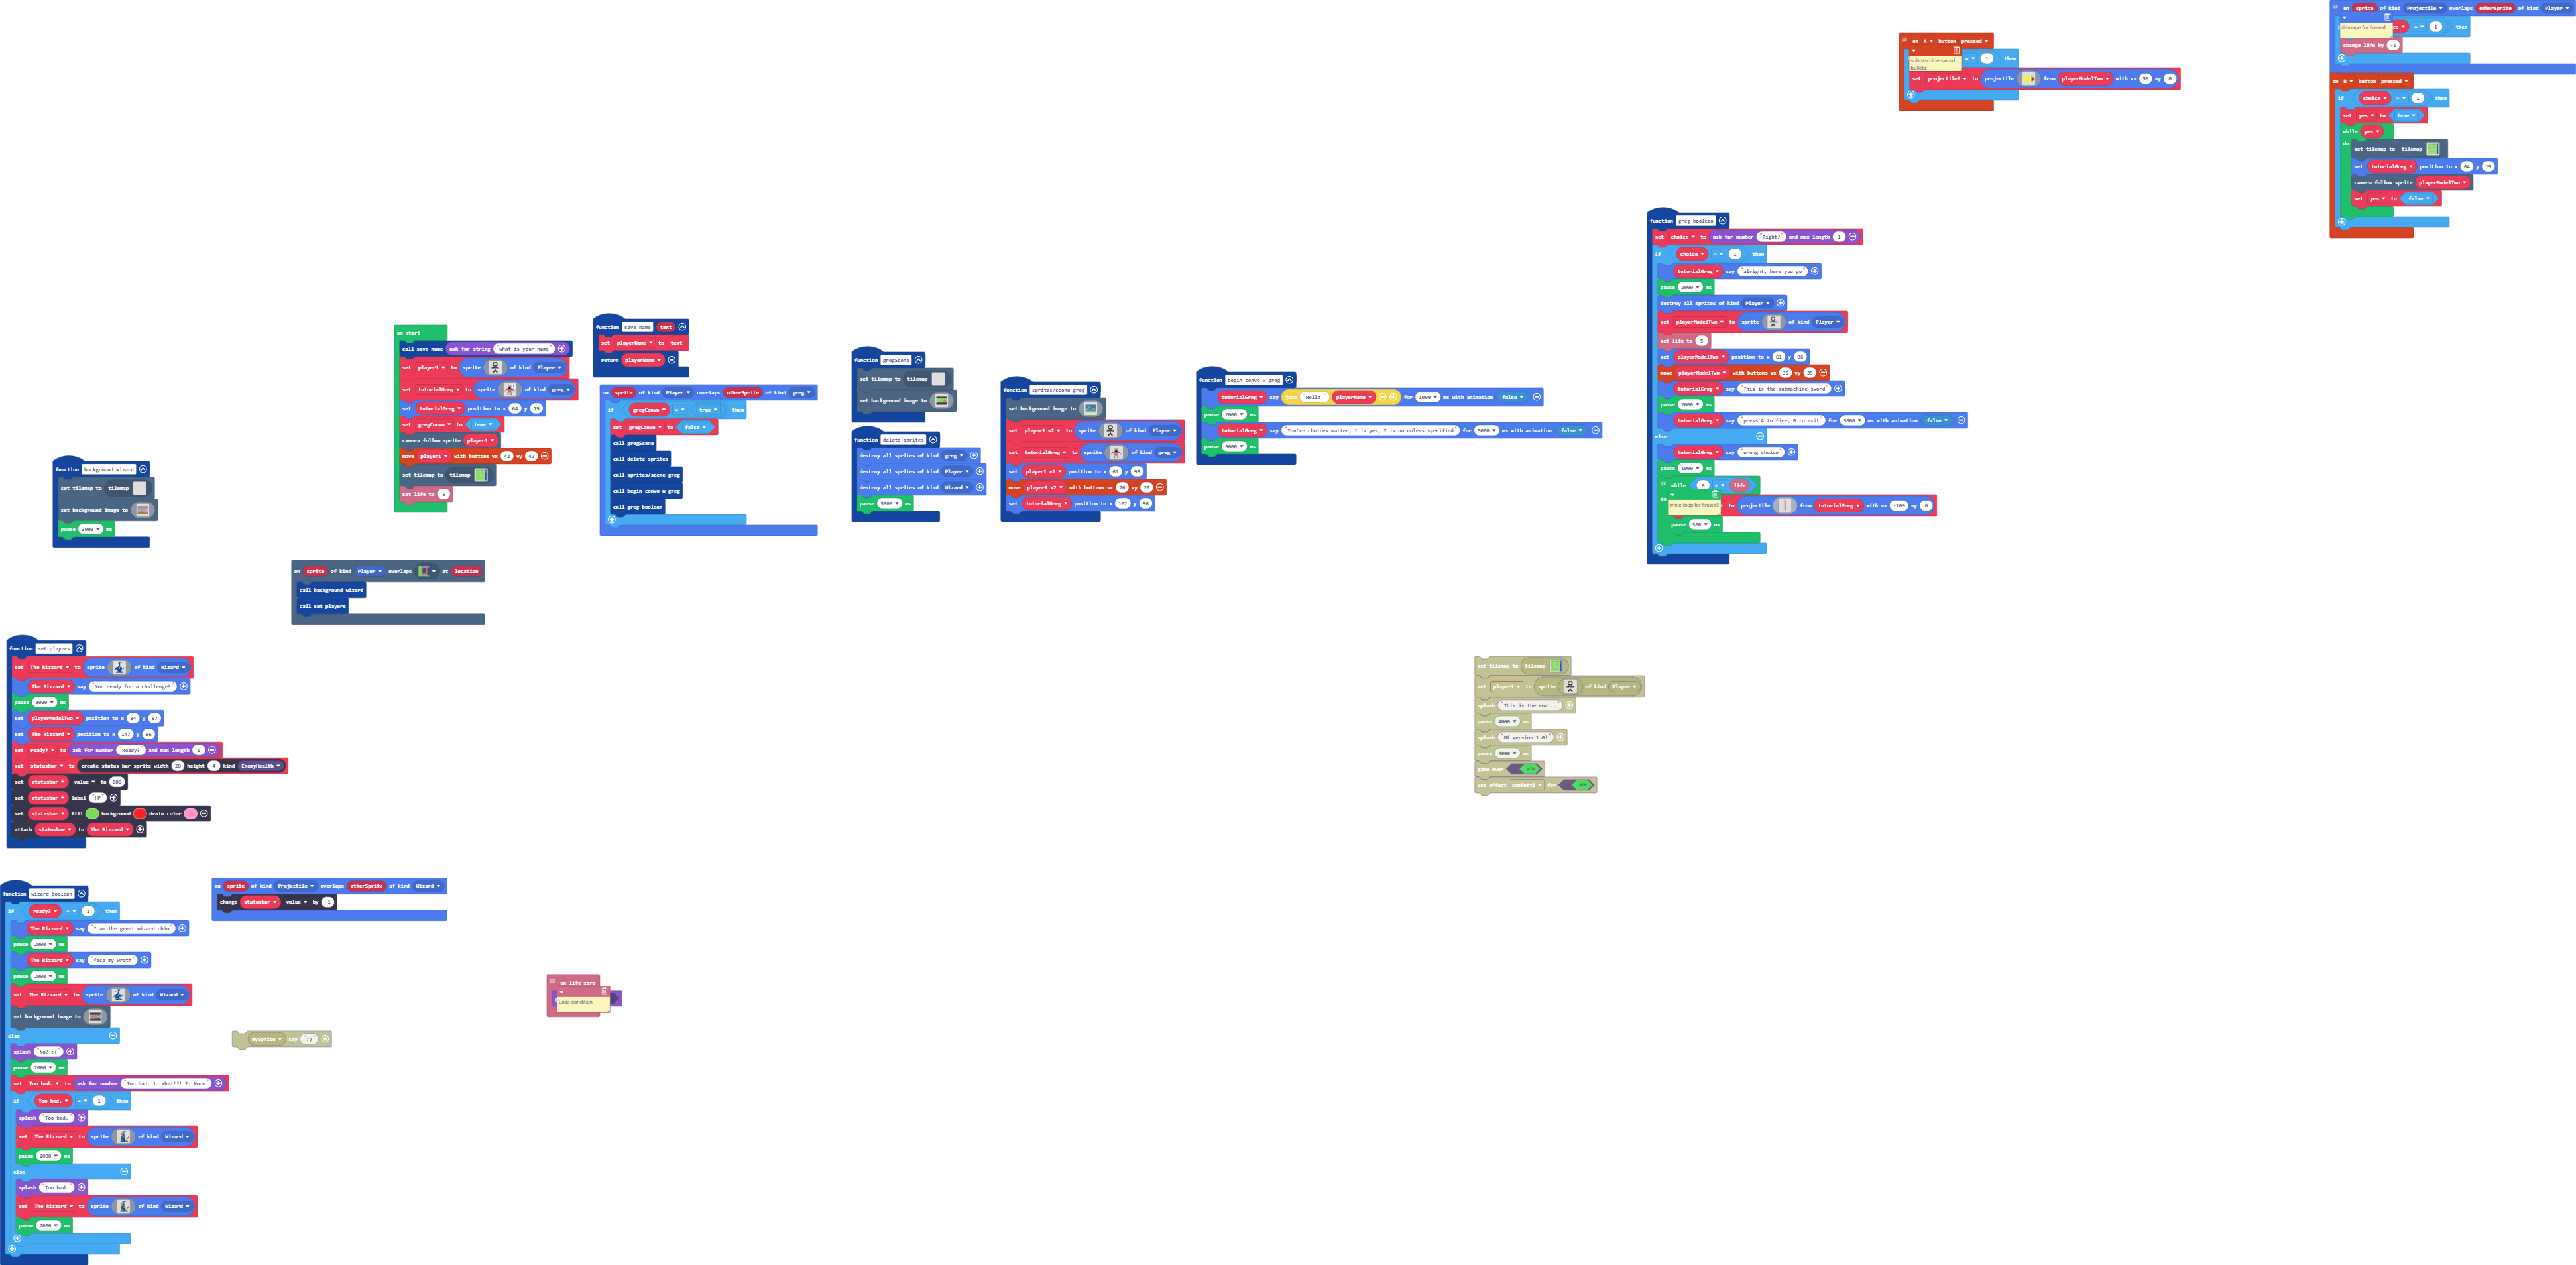 on sprite of kind Projectile overlaps otherSprite of kind Player
damage for firewall = 1 then
change life by -1
on A button pressed
submachine sword bullets = 1 then
set projectile2 to projectile from playerModelTwo with vx 50 vy 0
on B button pressed
if choice = 1 then
set yes to true
while yes
do set tilemap to tilemap
set tutorialGreg position to x 64 y 19
camera follow sprite playerModelTwo
set yes to false
function greg boolean
set choice to ask for number "Right?" and max length 1
if choice = 1 then
tutorialGreg say "alright, here you go"
pause 2000 ms
destroy all sprites of kind Player
set playerModelTwo to sprite of kind Player
set life to 5
set playerModelTwo position to x 61 y 96
move playerModelTwo with buttons vx 35 vy 35
tutorialGreg say "This is the submachine sword"
pause 2000 ms
tutorialGreg say "press A to fire, B to exit" for 5000 ms with animation false
else
tutorialGreg say "wrong choice"
pause 1000 ms
while 0 < life
do
while loop for firewall to projectile from tutorialGreg with vx -100 vy 0
pause 300 ms
on start
call save name ask for string "what is your name"
set player1 to sprite of kind Player
set tutorialGreg to sprite of kind greg
set tutorialGreg position to x 64 y 19
set gregConvo to true
camera follow sprite player1
move player1 with buttons vx 42 vy 42
set tilemap to tilemap
set life to 5
function save name text
set playerName to text
return playerName
on sprite of kind Player overlaps otherSprite of kind greg
if gregConvo = true then
set gregConvo to false
call gregScene
call delete sprites
call sprites/scene greg
call begin convo w greg
call greg boolean
function gregScene
set tilemap to tilemap
set background image to
function delete sprites
destroy all sprites of kind greg
destroy all sprites of kind Player
destroy all sprites of kind Wizard
pause 5000 ms
function sprites/scene greg
set background image to
set player1 v2 to sprite of kind Player
set tutorialGreg to sprite of kind greg
set player1 v2 position to x 61 y 96
move player1 v2 with buttons vx 20 vy 20
set tutorialGreg position to x 102 y 96
function begin convo w greg
tutorialGreg say join "Hello " playerName for 1000 ms with animation false
pause 2000 ms
tutorialGreg say "You're choices matter, 1 is yes, 2 is no unless specified" for 5000 ms with animation false
pause 6000 ms
function background wizard
set tilemap to tilemap
set background image to
pause 3000 ms
on sprite of kind Player overlaps at location
call background wizard
call set players
function set players
set The Rizzard to sprite of kind Wizard
The Rizzard say "You ready for a challenge?"
pause 3000 ms
set playerModelTwo position to x 34 y 87
set The Rizzard position to x 147 y 86
set ready? to ask for number "Ready?" and max length 1
set statusbar to create status bar sprite width 20 height 4 kind EnemyHealth
set statusbar value to 800
set statusbar label "HP"
set statusbar fill background drain color
attach statusbar to The Rizzard
set tilemap to tilemap
set player1 to sprite of kind Player
splash "This is the end..."
pause 4000 ms
splash "Of version 1.0!"
pause 4000 ms
game over WIN
use effect confetti for WIN
function wizard boolean
if ready? = 1 then
The Rizzard say "I am the great wizard ohio"
pause 2000 ms
The Rizzard say "face my wrath"
pause 2000 ms
set The Rizzard to sprite of kind Wizard
set background image to
else
splash "No? :("
pause 2000 ms
set Too bad. to ask for number "Too bad. 1: What!?! 2: Nooo"
if Too bad. = 1 then
splash "Too bad."
set The Rizzard to sprite of kind Wizard
pause 2000 ms
else
splash "Too bad."
set The Rizzard to sprite of kind Wizard
pause 2000 ms
on sprite of kind Projectile overlaps otherSprite of kind Wizard
change statusbar value by -1
on life zero
Loss condition
mySprite say ":)"